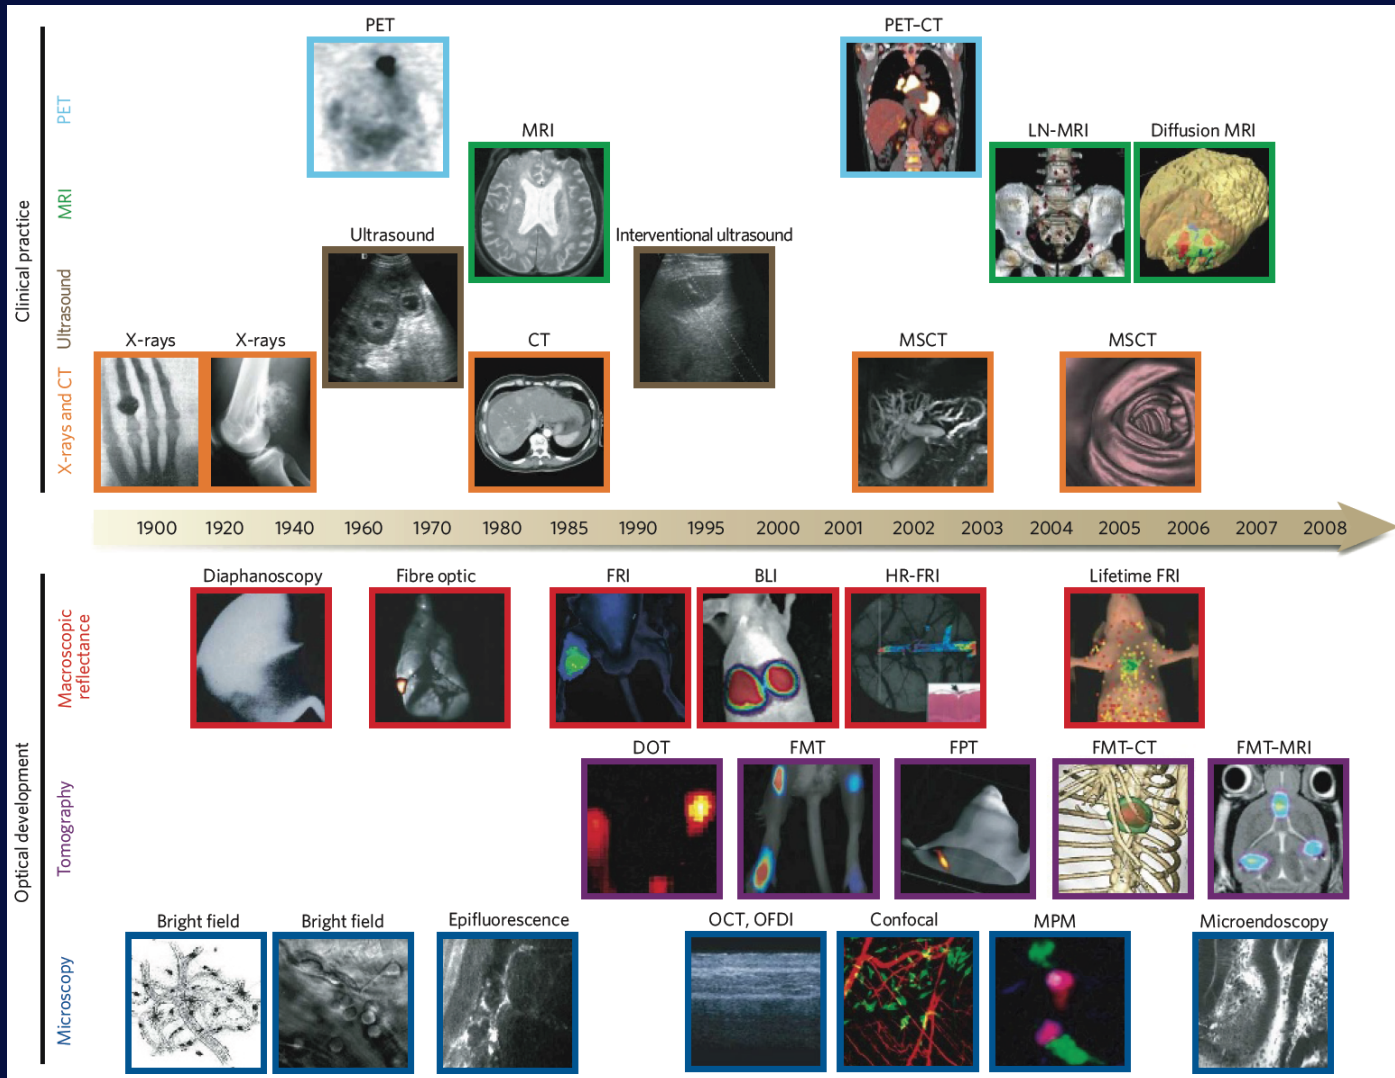 PET
PET–CT
MRI
LN-MRI
Diffusion MRI
Ultrasound
Interventional ultrasound
X-rays
X-rays
CT
MSCT
MSCT
Clinical practice
PET
MRI
Ultrasound
X-rays and CT
1900 1920 1940 1960 1970 1980 1985 1990 1995 2000 2001 2002 2003 2004 2005 2006 2007 2008
Optical development
Macroscopic
reflectance
Tomography
Microscopy
Diaphanoscopy
Fibre optic
FRI
BLI
HR-FRI
Lifetime FRI
DOT
FMT
FPT
FMT–CT
FMT–MRI
Bright field
Bright field
Epifluorescence
OCT, OFDI
Confocal
MPM
Microendoscopy